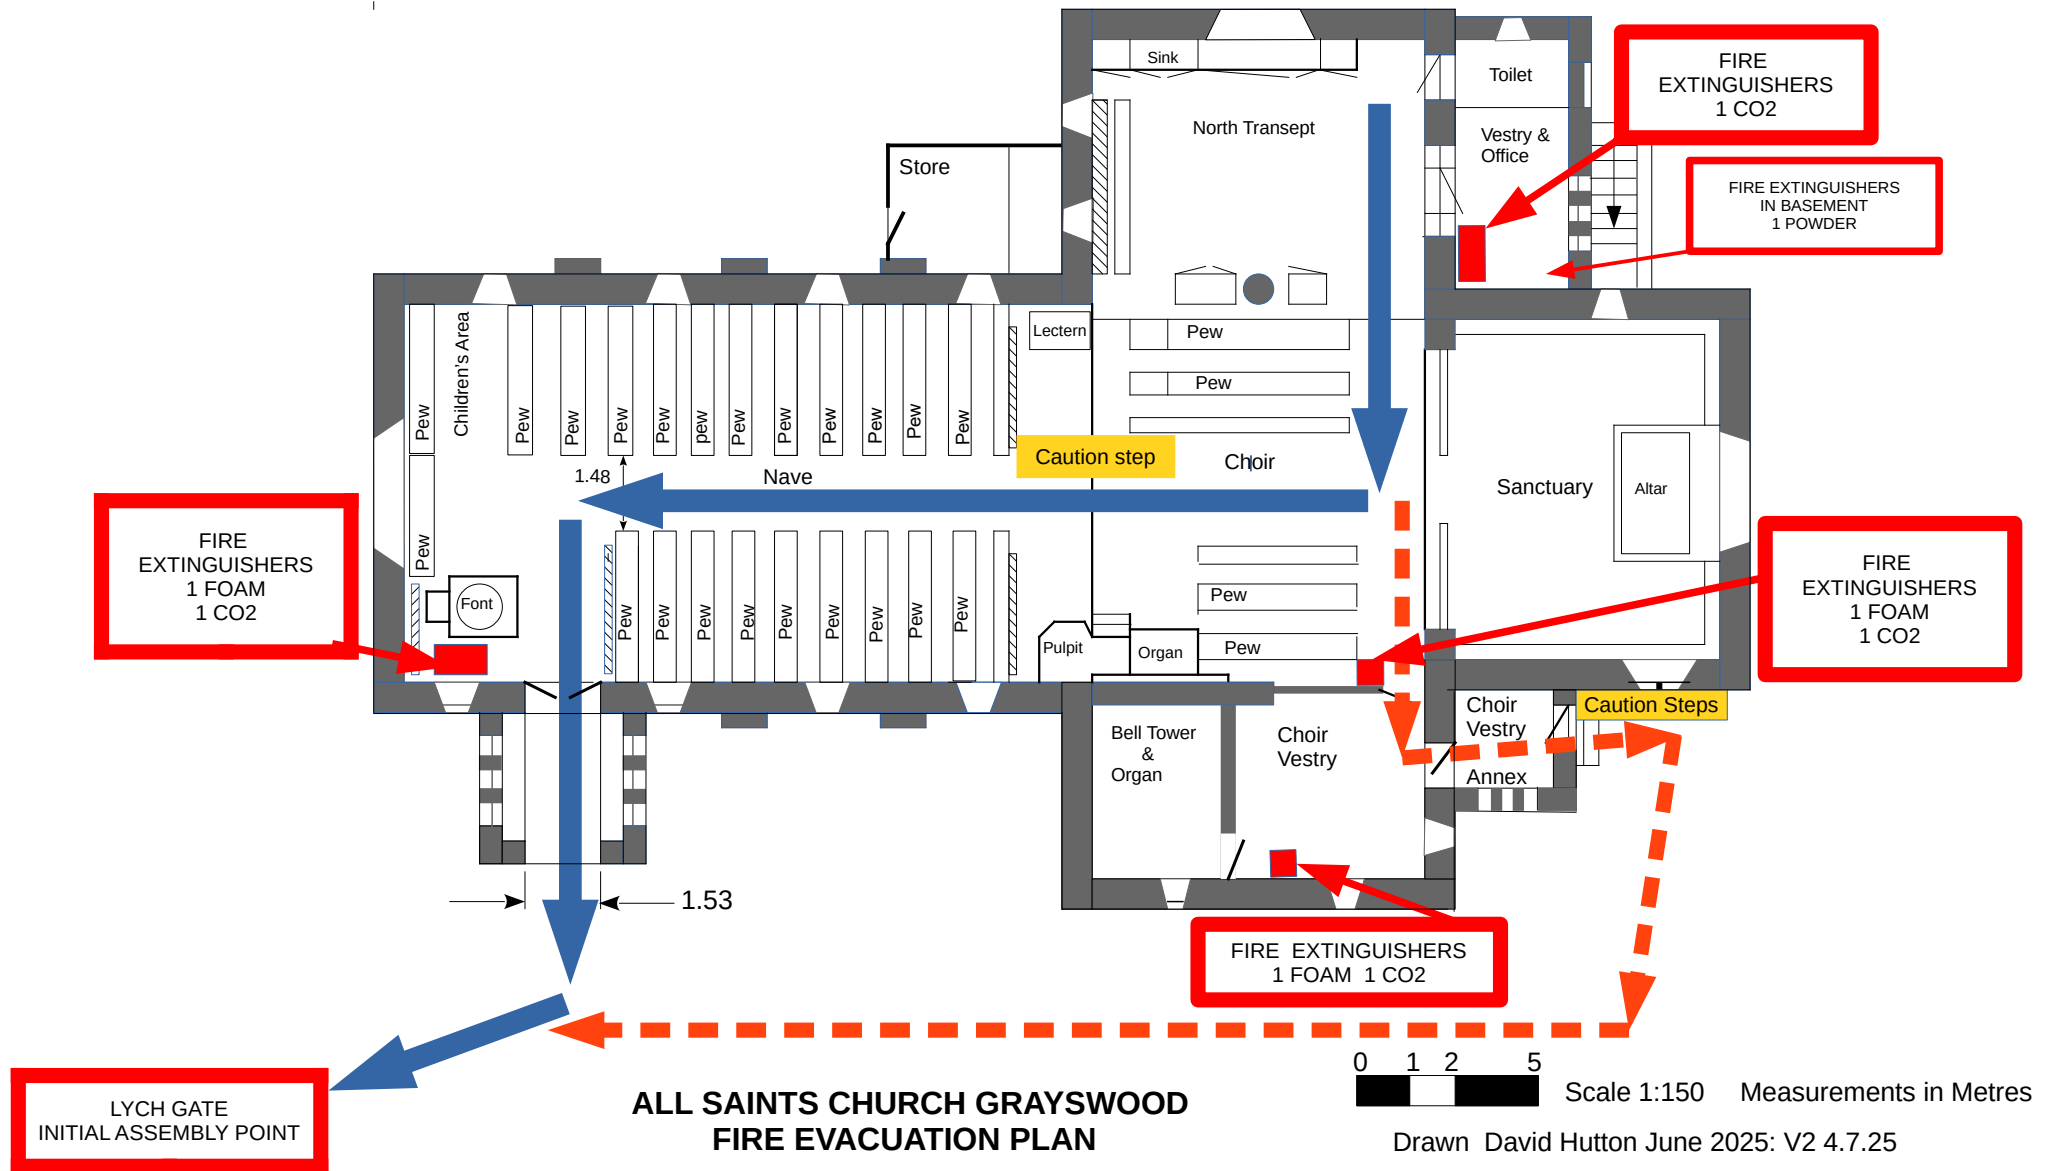 Sink
Toilet
FIRE
EXTINGUISHERS
1 CO2
North Transept
Vestry &
Office
Store
FIRE EXTINGUISHERS
IN BASEMENT
1 POWDER
Children's Area
Lectern
Pew
Pew
Pew
Pew
Pew
Pew
Pew
pew
Pew
Pew
Pew
Pew
Pew
Pew
Caution step
Choir
1.48
Nave
Sanctuary
Altar
Pew
FIRE
EXTINGUISHERS
1 FOAM
1 CO2
FIRE
EXTINGUISHERS
1 FOAM
1 CO2
Font
Pew
Pew
Pew
Pew
Pew
Pew
Pew
Pew
Pew
Pew
Pulpit
Organ
Pew
Caution Steps
Choir
Vestry
Annex
Bell Tower
&
Organ
Choir
Vestry
1.53
FIRE EXTINGUISHERS
1 FOAM 1 CO2
LYCH GATE
INITIAL ASSEMBLY POINT
ALL SAINTS CHURCH GRAYSWOOD
FIRE EVACUATION PLAN
0 1 2 5
Scale 1:150 Measurements in Metres
Drawn David Hutton June 2025: V2 4.7.25